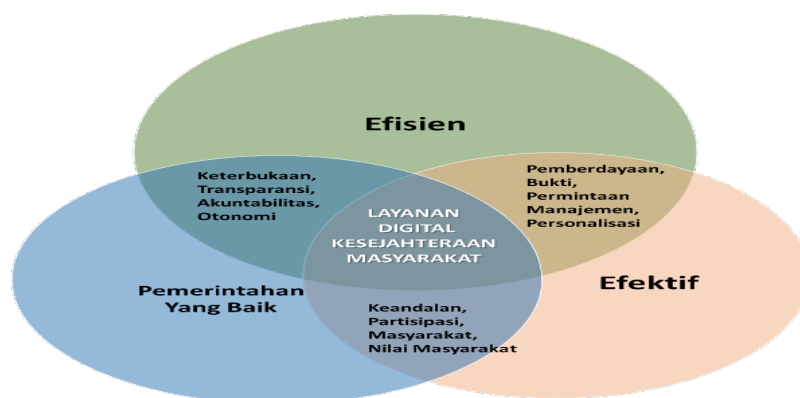 Efisien
Keterbukaan,
Transparansi,
Akuntabilitas,
Otonomi
Pemberdayaan,
Bukti,
Permintaan
Manajemen,
Personalisasi
LAYANAN
DIGITAL
KESEJAHTERAAN
MASYARAKAT
Pemerintahan
Yang Baik
Efektif
Keandalan,
Partisipasi,
Masyarakat,
Nilai Masyarakat